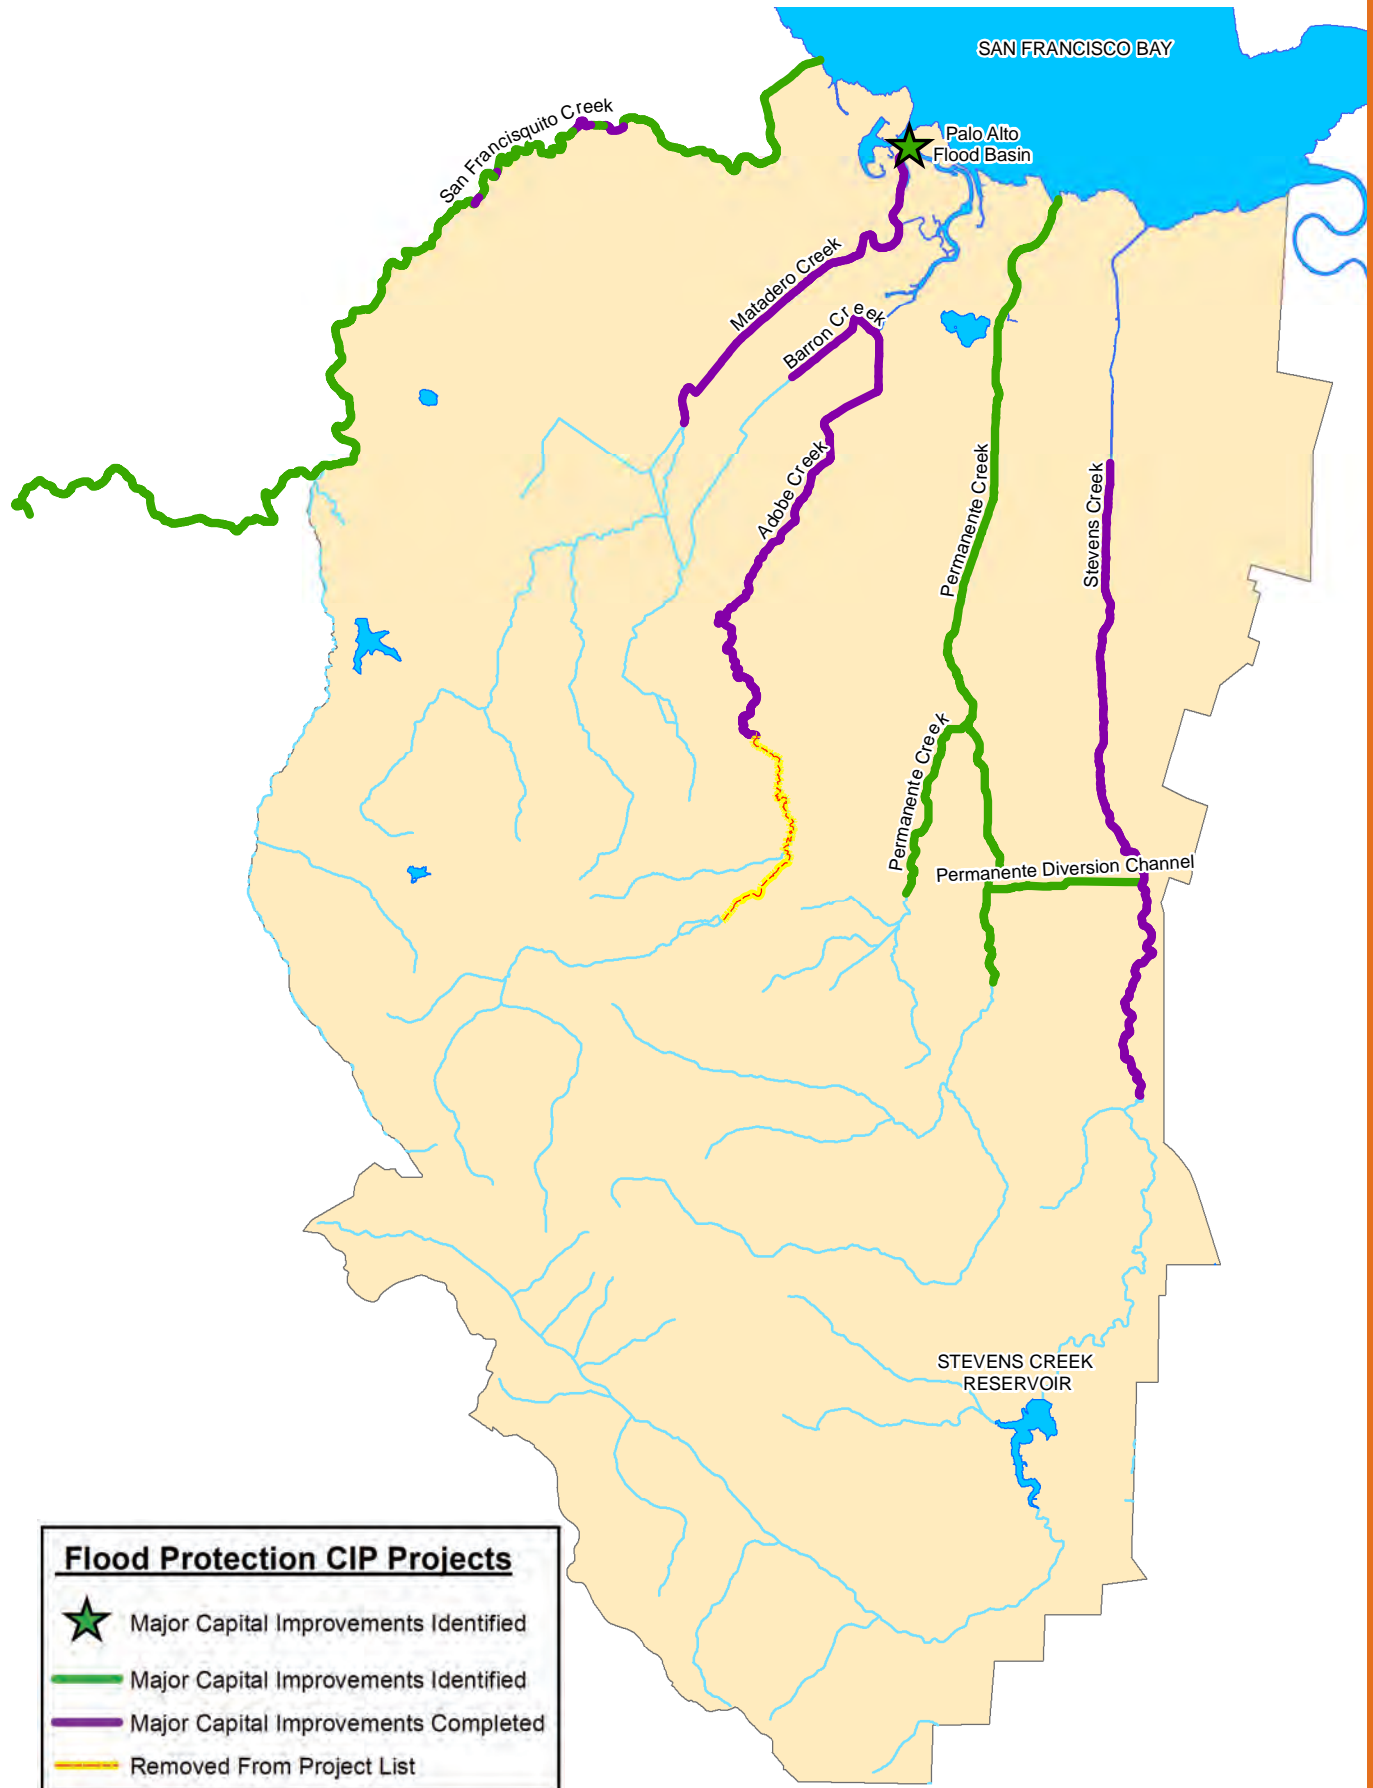 SAN FRANCISCO BAY
San Francisquito Creek
Palo Alto
Flood Basin
Matadero Creek
Barron Creek
Adobe Creek
Permanente Creek
Stevens Creek
Permanente Creek
Permanente Diversion Channel
STEVENS CREEK
RESERVOIR
Flood Protection CIP Projects
Major Capital Improvements Identified
Major Capital Improvements Identified
Major Capital Improvements Completed
Removed From Project List